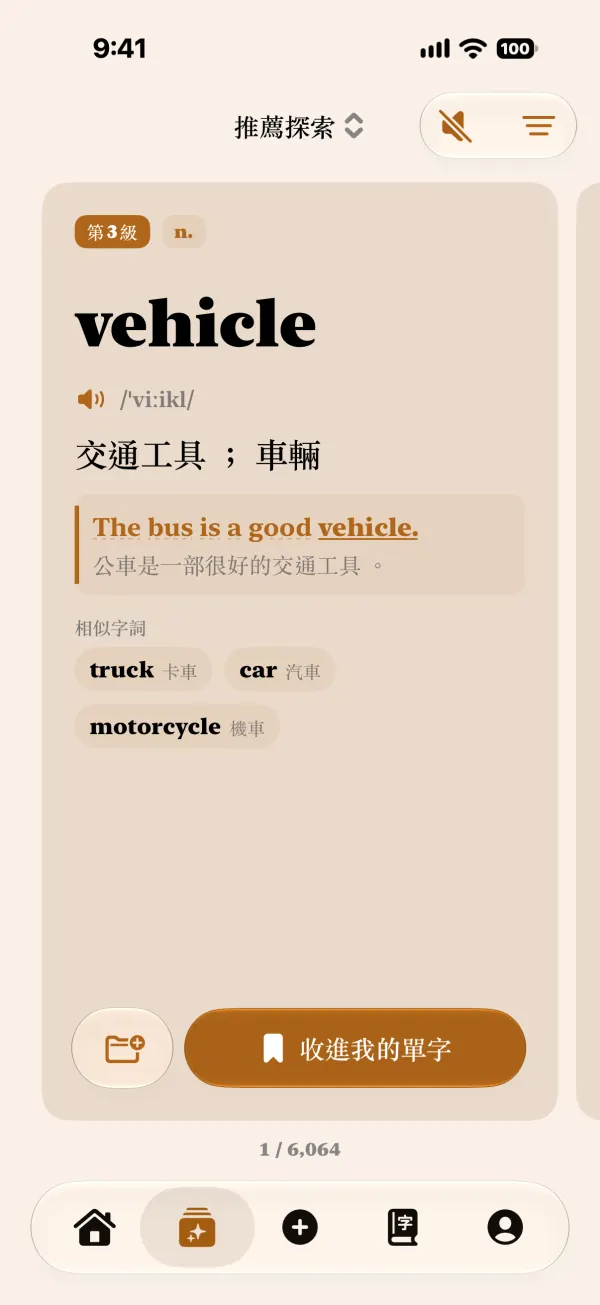 9:41
100
推薦探索
第3級 n.
vehicle
/ˈviːikl/
交通工具 ； 車輛
The bus is a good vehicle.
公車是一部很好的交通工具 。
相似字詞
truck 卡車 car 汽車
motorcycle 機車
收進我的單字
1 / 6,064
字